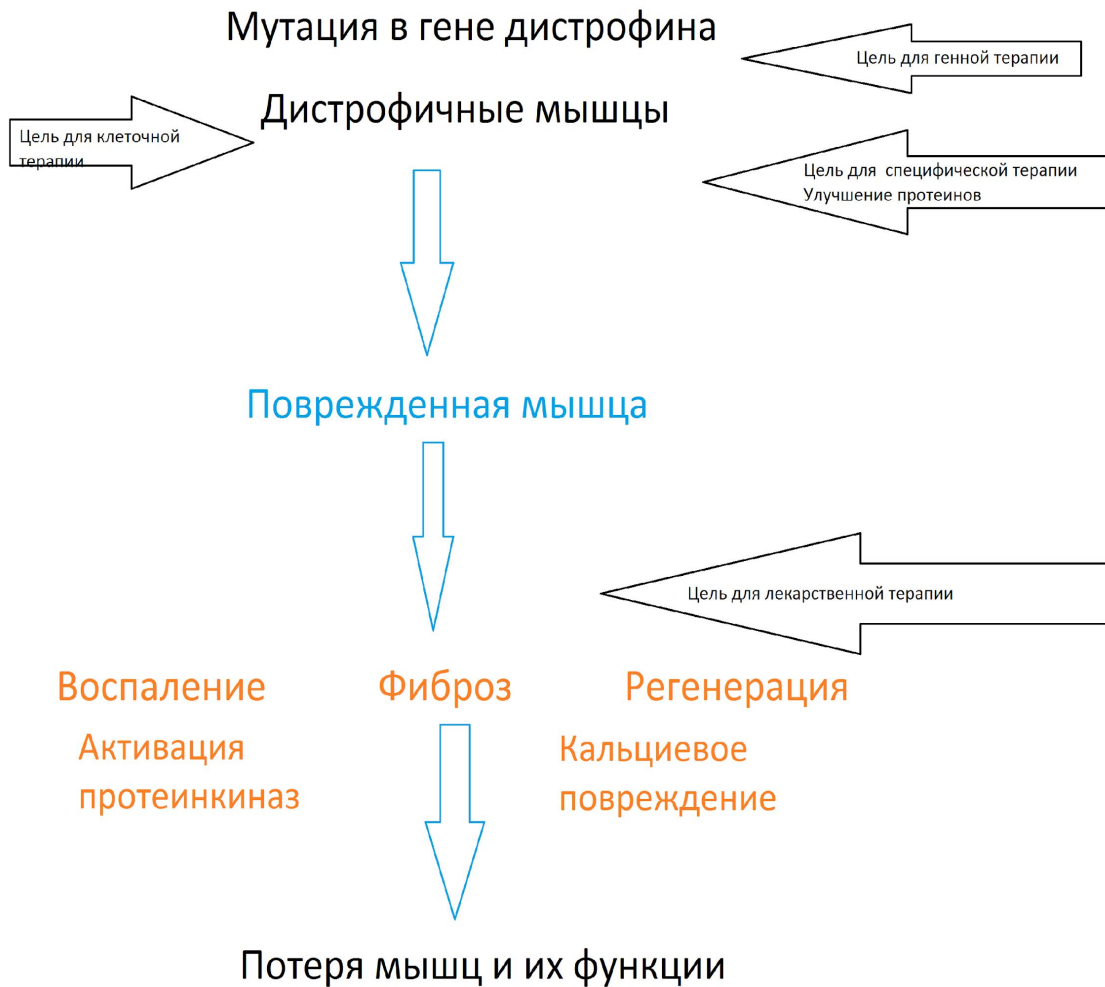 Мутация в гене дистрофина
Цель для генной терапии
Дистрофичные мышцы
Цель для клеточной
терапии
Цель для специфической терапии
Улучшение протеинов
Поврежденная мышца
Цель для лекарственной терапии
Воспаление
Фиброз
Регенерация
Активация
протеинкиназ
Кальциевое
повреждение
Потеря мышц и их функции